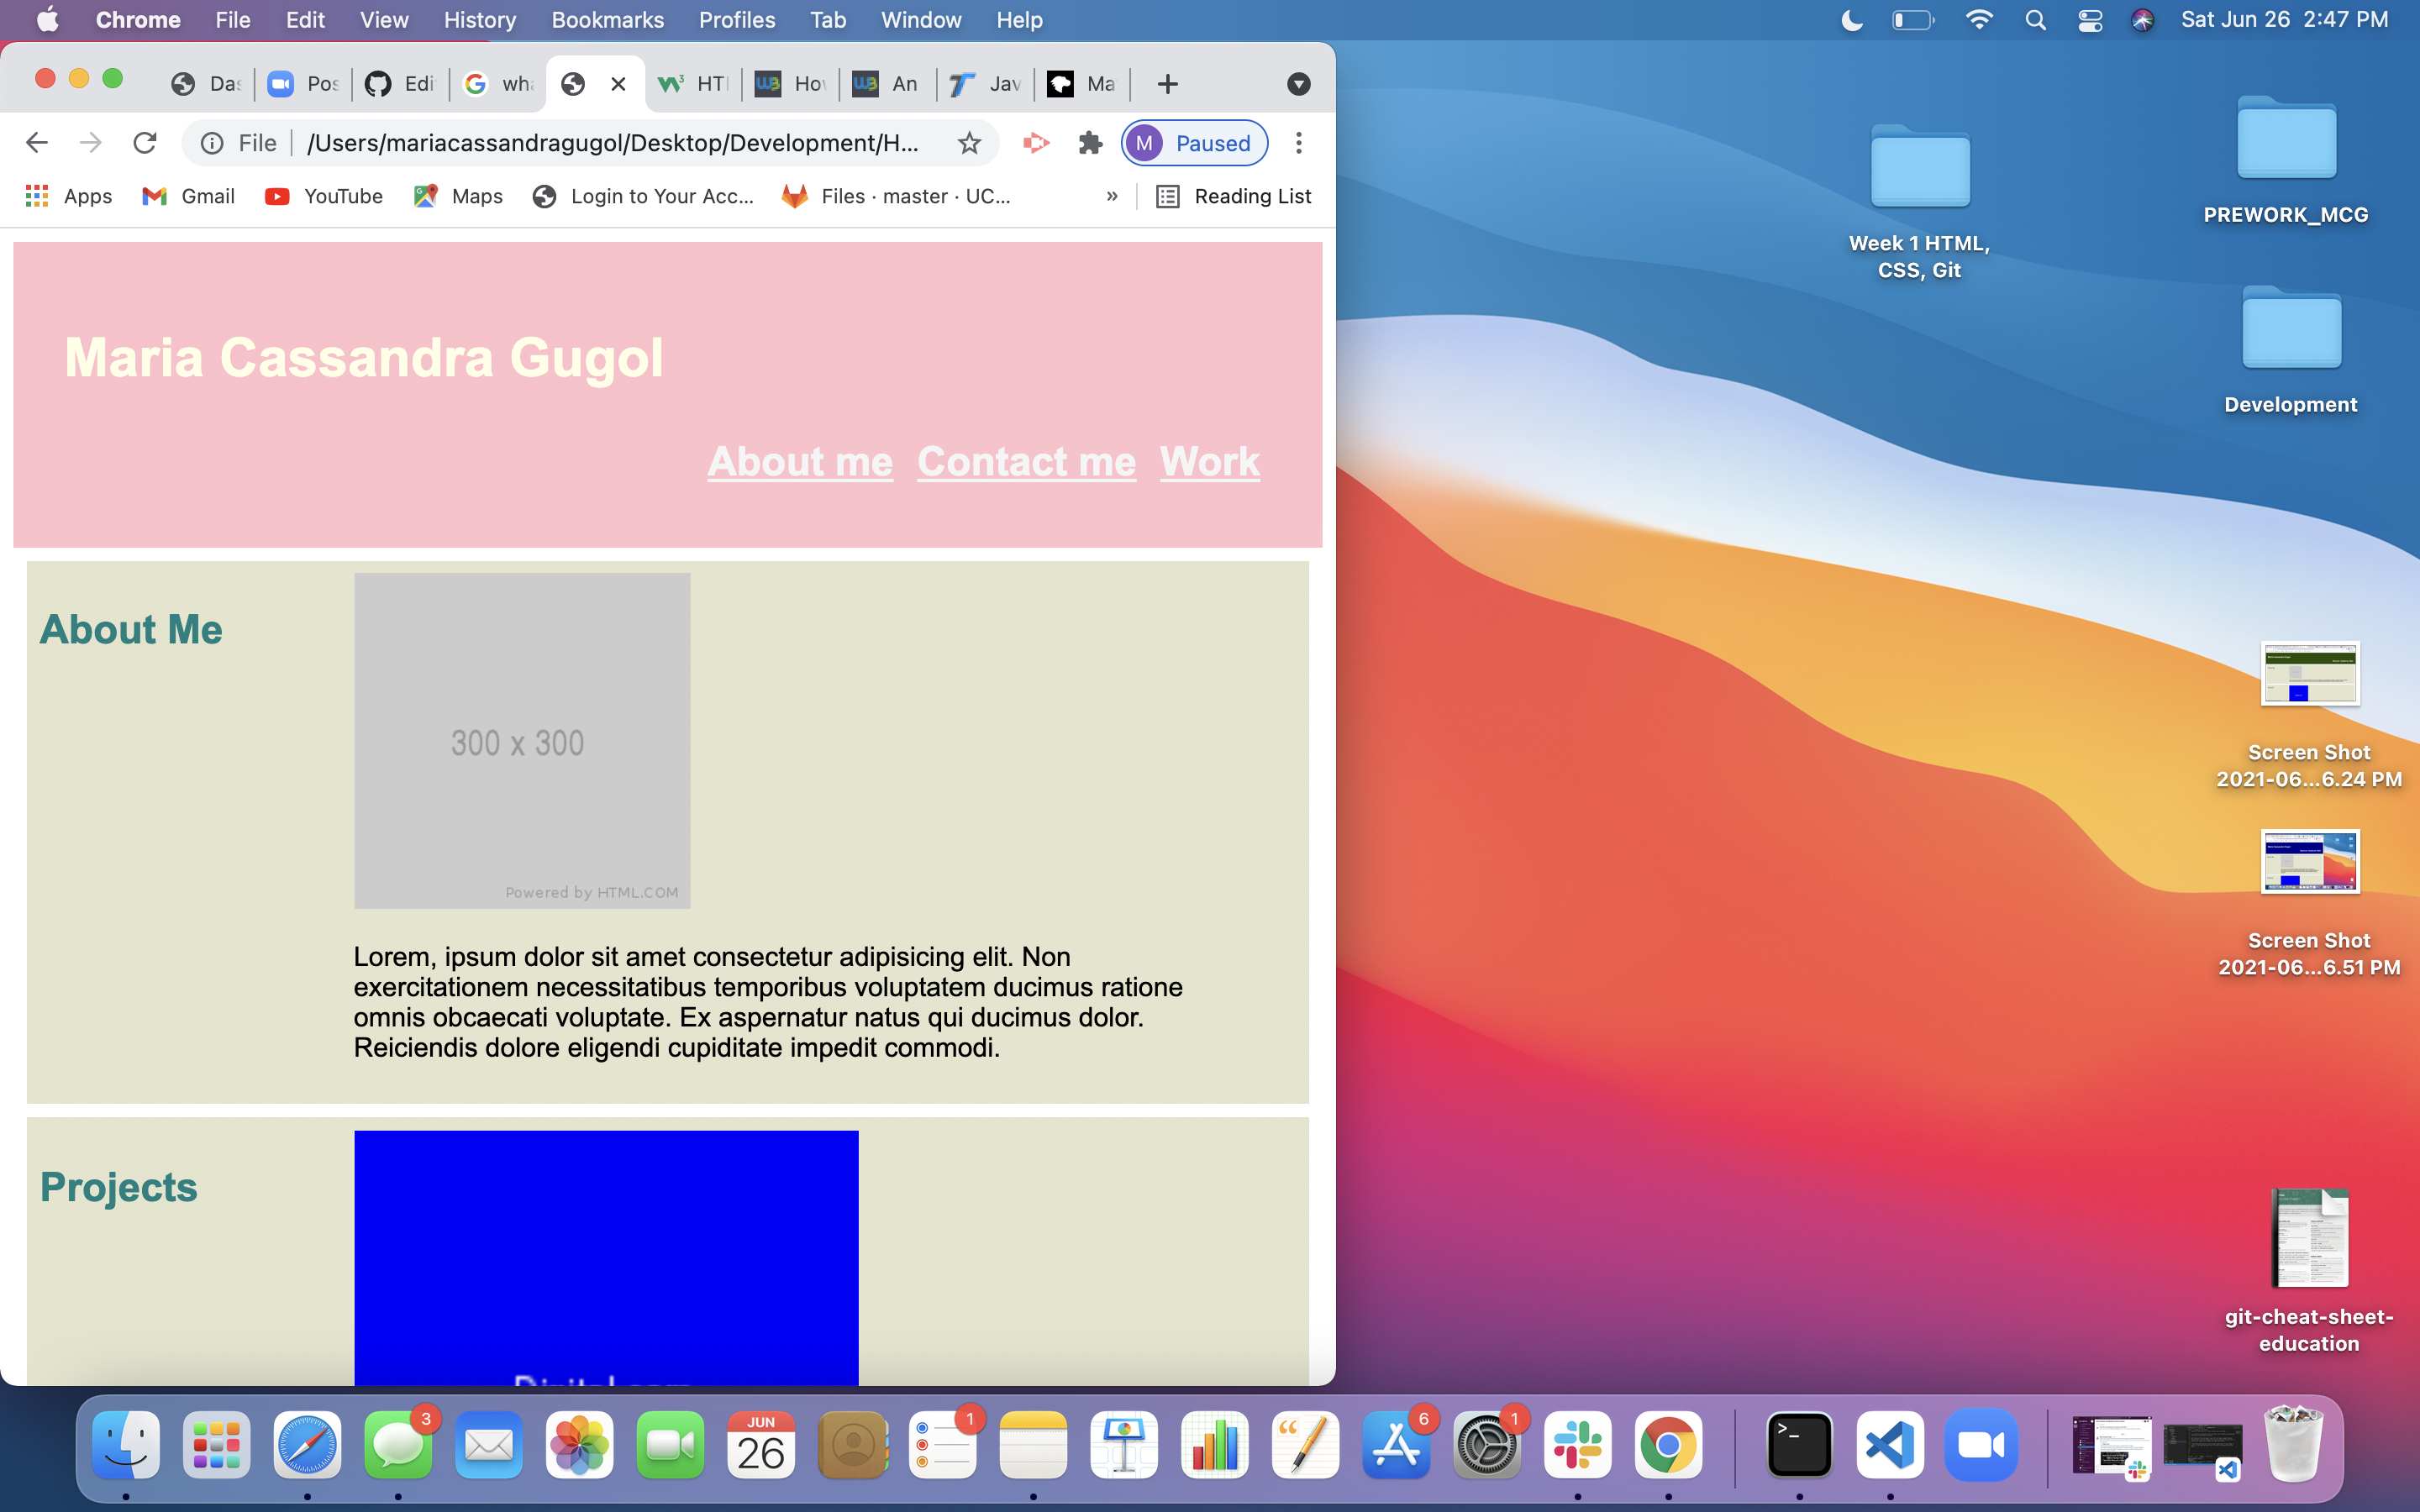 Chrome File Edit View History Bookmarks Profiles Tab Window Help Sat Jun 26 2:47 PM
Das Pos Edi wha HTI Ho An Jav Ma
File /Users/mariacassandragugol/Desktop/Development/H... M Paused
Apps Gmail YouTube Maps Login to Your Acc... Files · master · UC... » Reading List
Maria Cassandra Gugol
About me Contact me Work
About Me
300 x 300
Powered by HTML.COM
Lorem, ipsum dolor sit amet consectetur adipisicing elit. Non
exercitationem necessitatibus temporibus voluptatem ducimus ratione
omnis obcaecati voluptate. Ex aspernatur natus qui ducimus dolor.
Reiciendis dolore eligendi cupiditate impedit commodi.
Projects
Week 1 HTML,
CSS, Git
PREWORK_MCG
Development
Screen Shot
2021-06...6.24 PM
Screen Shot
2021-06...6.51 PM
git-cheat-sheet-
education
3
JUN
26
1
6
1